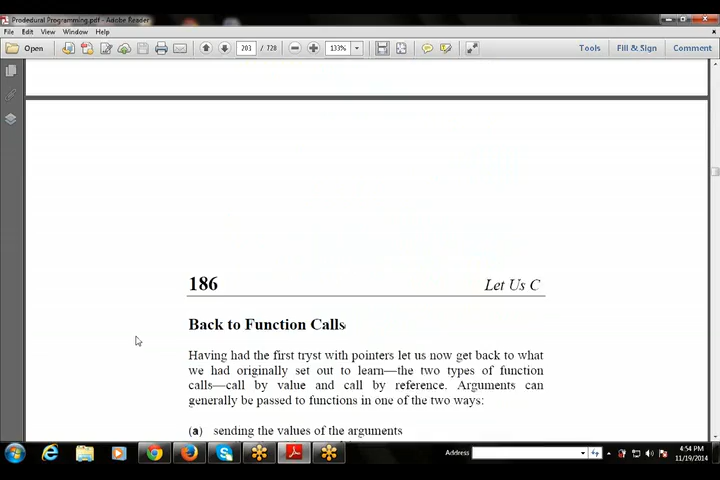 Prodedural Programming.pdf - Adobe Reader
File Edit View Window Help
Open 203 / 728 133% Tools Fill & Sign Comment
186 Let Us C
Back to Function Calls
Having had the first tryst with pointers let us now get back to what
we had originally set out to learn—the two types of function
calls—call by value and call by reference. Arguments can
generally be passed to functions in one of the two ways:
(a) sending the values of the arguments
Address
4:54 PM
11/19/2014